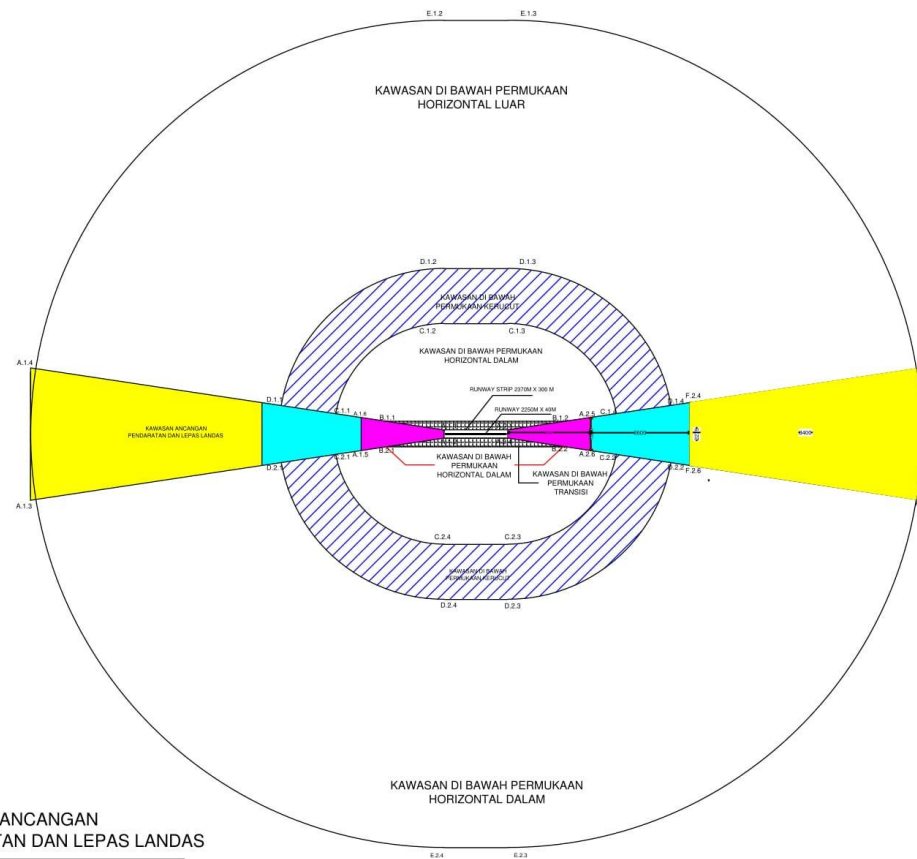 E.1.2
E.1.3
KAWASAN DI BAWAH PERMUKAAN
HORIZONTAL LUAR
D.1.2
D.1.3
KAWASAN DI BAWAH
PERMUKAAN KERUCUT
C.1.2
C.1.3
KAWASAN DI BAWAH PERMUKAAN
HORIZONTAL DALAM
A.1.4
RUNWAY STRIP 2370M X 300 M
D.1.1
D.1.4
F.2.4
RUNWAY 2250M X 40M
C.1.1
A.1.6
B.1.1
B.1.2
A.2.5
C.1.4
KAWASAN ANCANGAN
PENDARATAN DAN LEPAS LANDAS
8400
B.2.1
B.2.2
C.2.1
A.1.5
A.2.6
C.2.2
KAWASAN DI BAWAH
PERMUKAAN
HORIZONTAL DALAM
D.2.1
D.2.2
F.2.6
KAWASAN DI BAWAH
PERMUKAAN
TRANSISI
A.1.3
C.2.4
C.2.3
KAWASAN DI BAWAH
PERMUKAAN KERUCUT
D.2.4
D.2.3
KAWASAN DI BAWAH PERMUKAAN
HORIZONTAL DALAM
ANCANGAN
TAN DAN LEPAS LANDAS
E.2.4
E.2.3